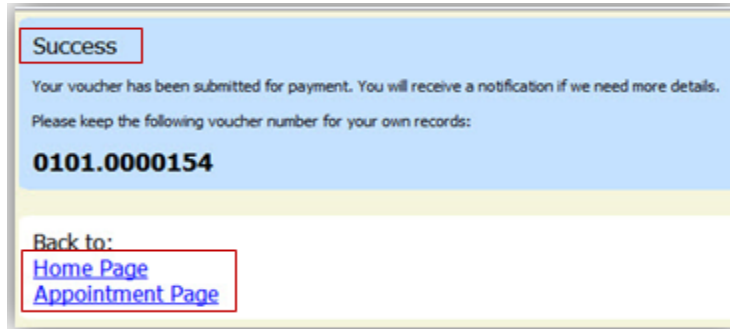 Success
Your voucher has been submitted for payment. You will receive a notification if we need more details.
Please keep the following voucher number for your own records:
0101.0000154
Back to:
Home Page
Appointment Page